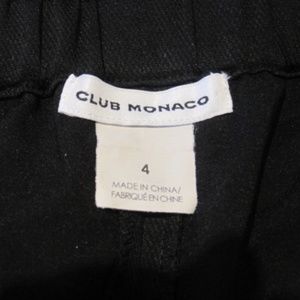 CLUB MONACO
4
MADE IN CHINA/
FABRIQUÉ EN CHINE